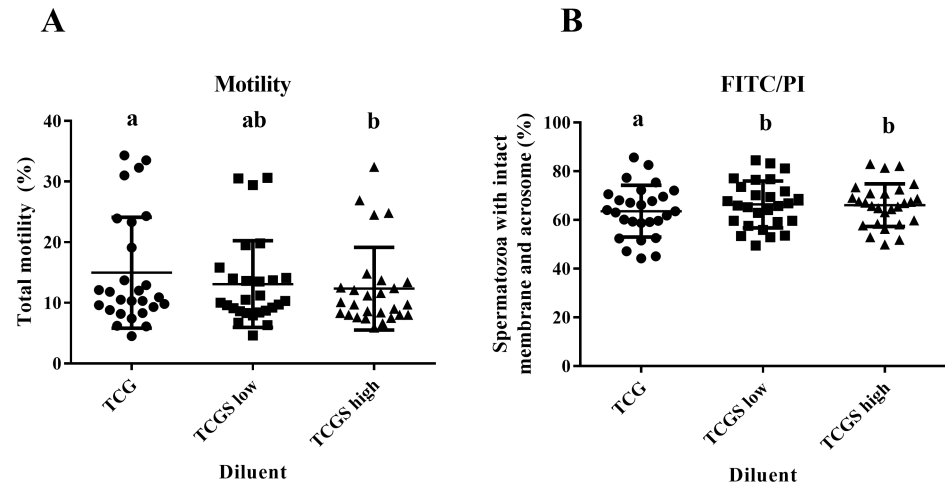 A
Motility
a ab b
Total motility (%)
40
30
20
10
0
TCG
TCGS low
TCGS high
Diluent
B
FITC/PI
a b b
Spermatozoa with intact
membrane and acrosome (%)
100
80
60
40
20
0
TCG
TCGS low
TCGS high
Diluent